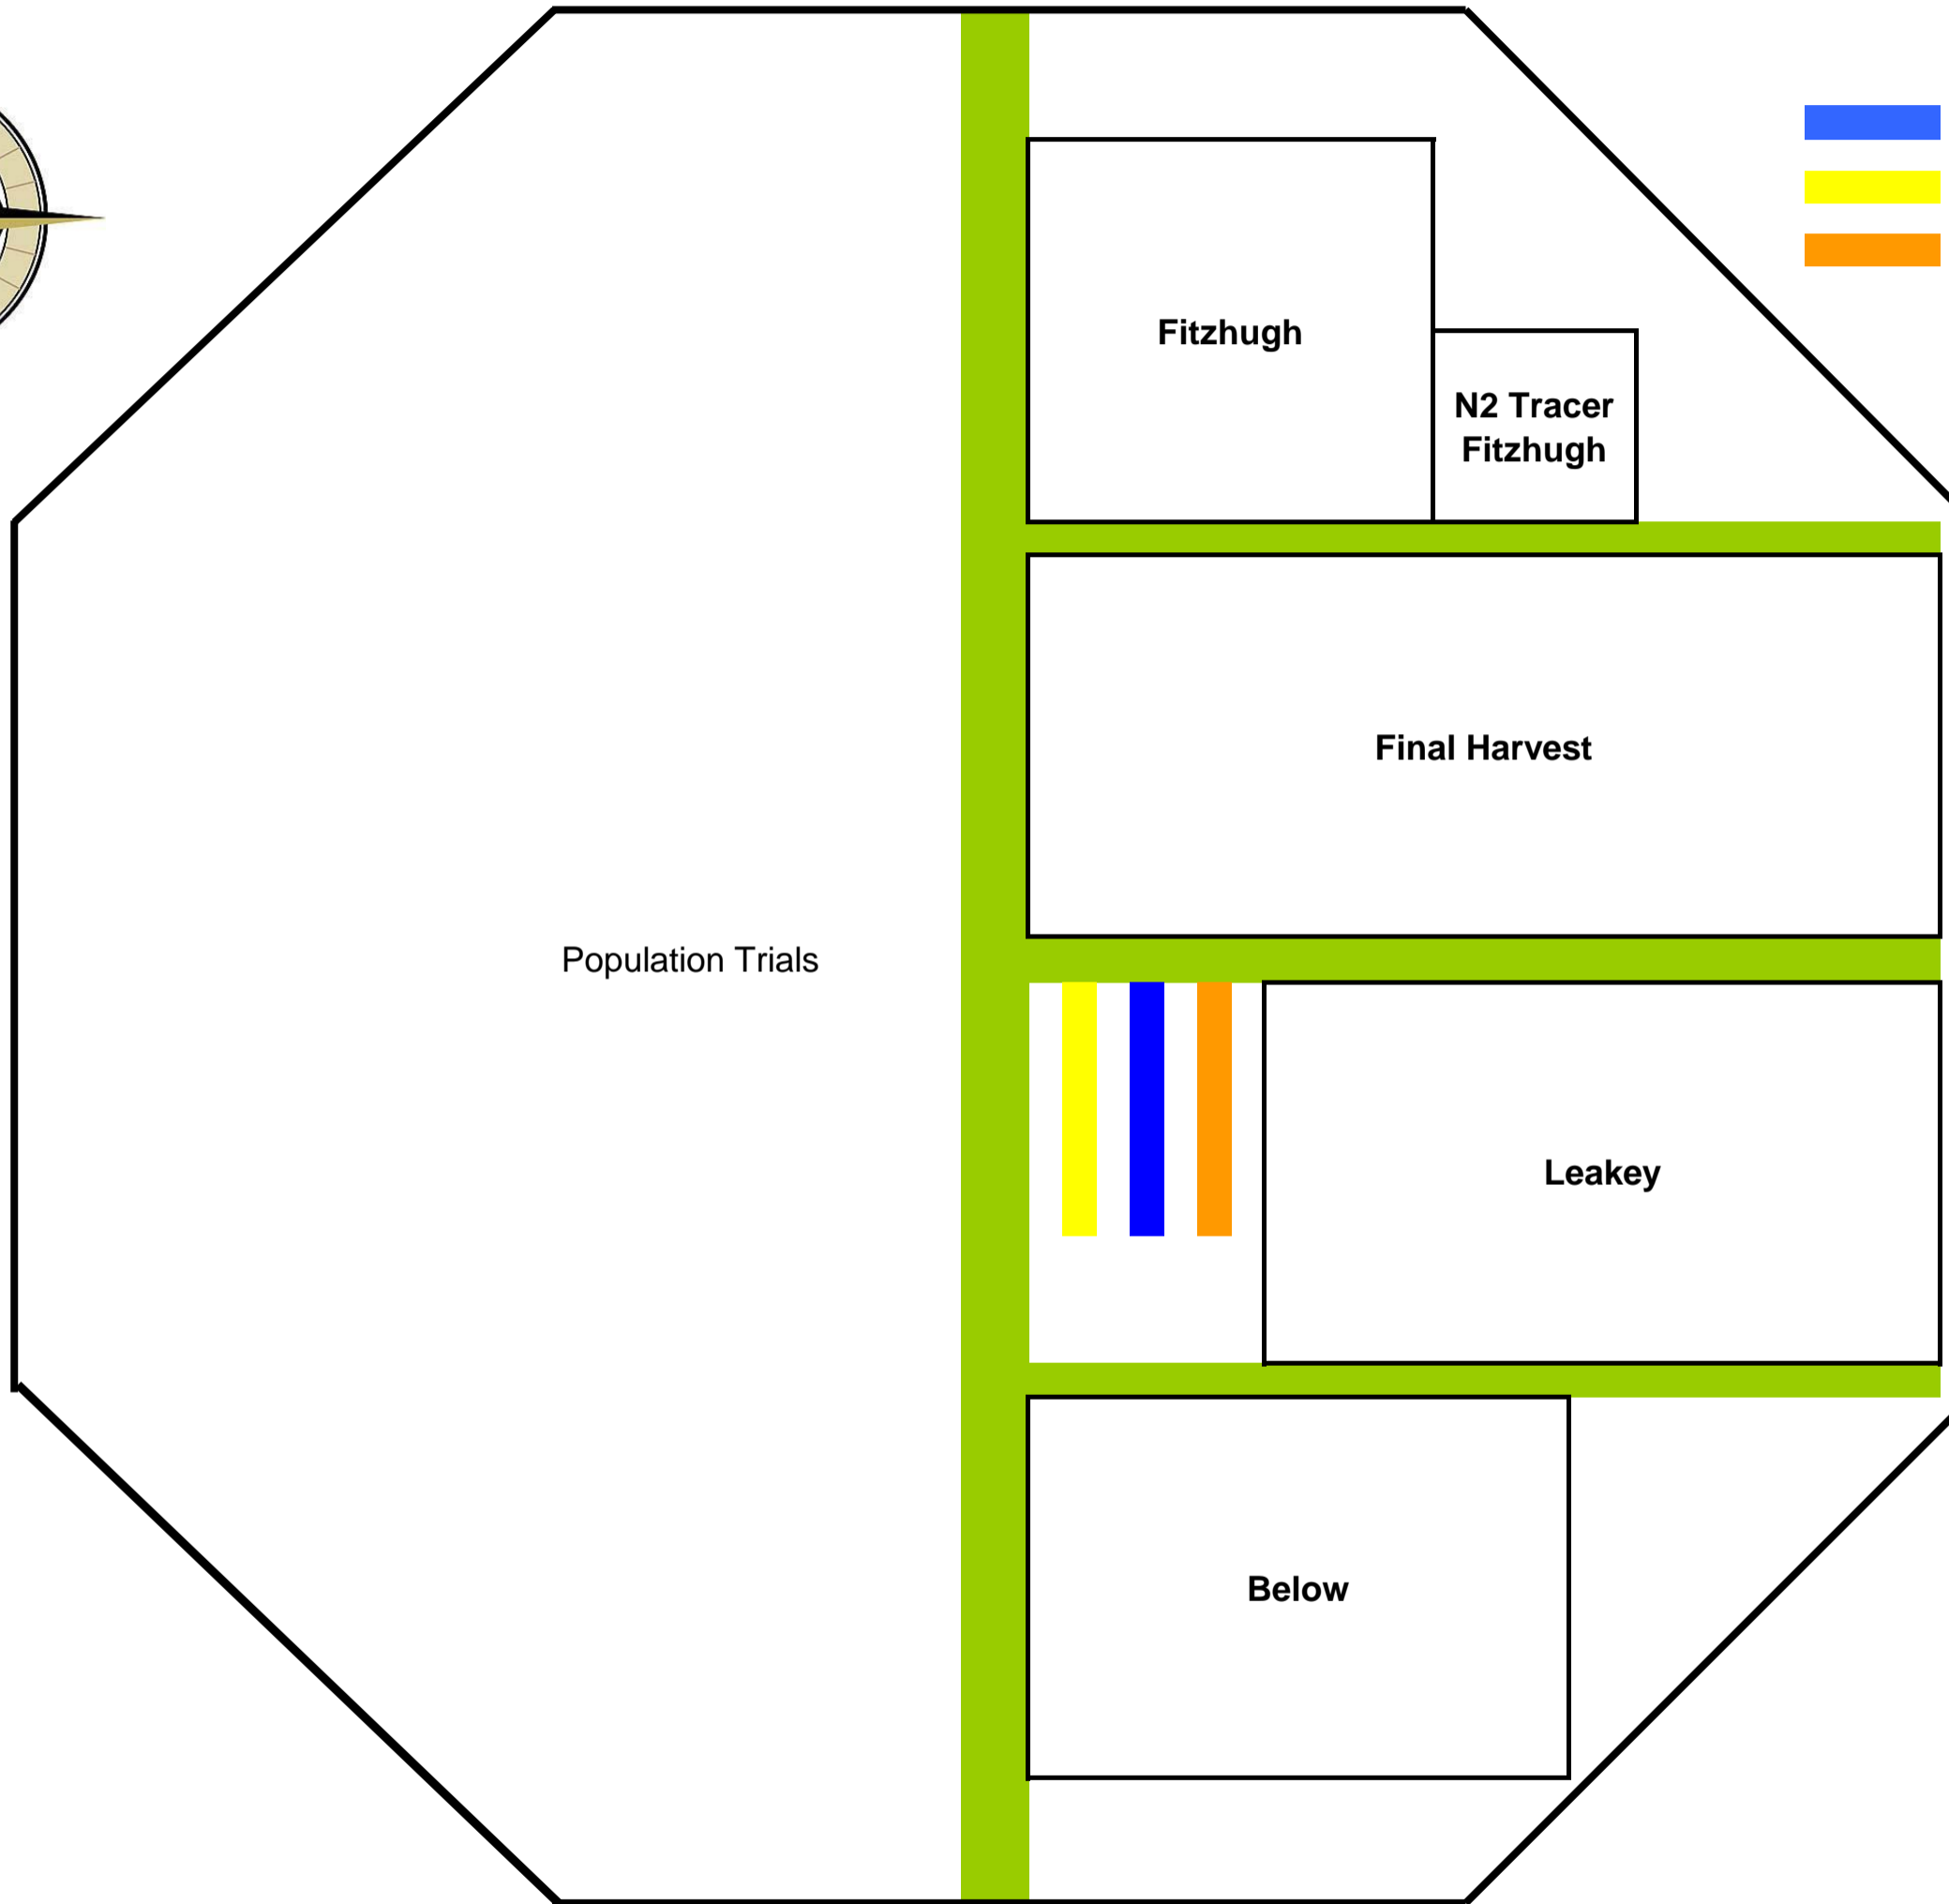 Fitzhugh
N2 Tracer
Fitzhugh
Final Harvest
Population Trials
Leakey
Below